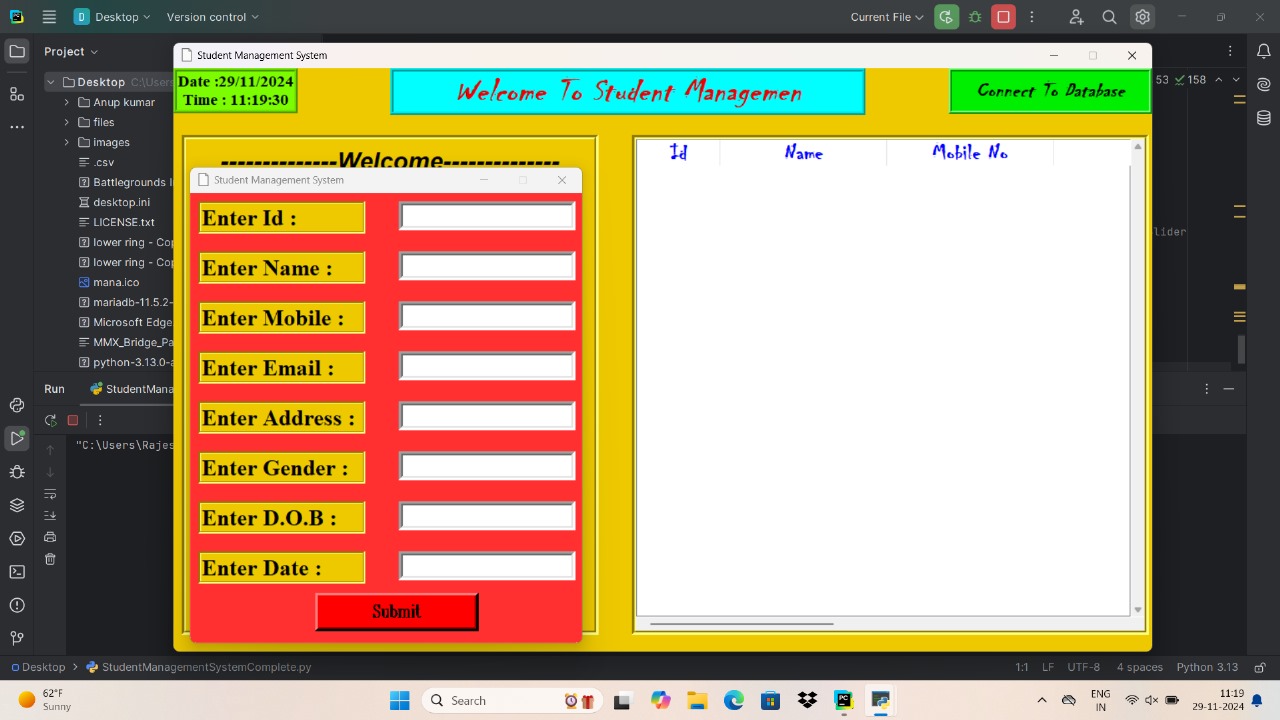 Desktop
Version control
Current File
Project
Student Management System
Desktop C:\Users
Date :29/11/2024
Time : 11:19:30
Welcome To Student Managemen
Connect To Database
53 158
Anup kumar
files
images
.csv
Battlegrounds I
desktop.ini
LICENSE.txt
lower ring - Cop
lower ring - Cop
mana.ico
mariadb-11.5.2-
Microsoft Edge
MMX_Bridge_Pa
python-3.13.0-a
--------------Welcome--------------
Id Name Mobile No
Student Management System
Enter Id :
Enter Name :
Enter Mobile :
Enter Email :
Enter Address :
Enter Gender :
Enter D.O.B :
Enter Date :
Submit
lider
Run StudentMana
"C:\Users\Rajes
Desktop > StudentManagementSystemComplete.py
1:1 LF UTF-8 4 spaces Python 3.13
62°F
Sunny
Search
ENG
IN
11:19
29-11-2024